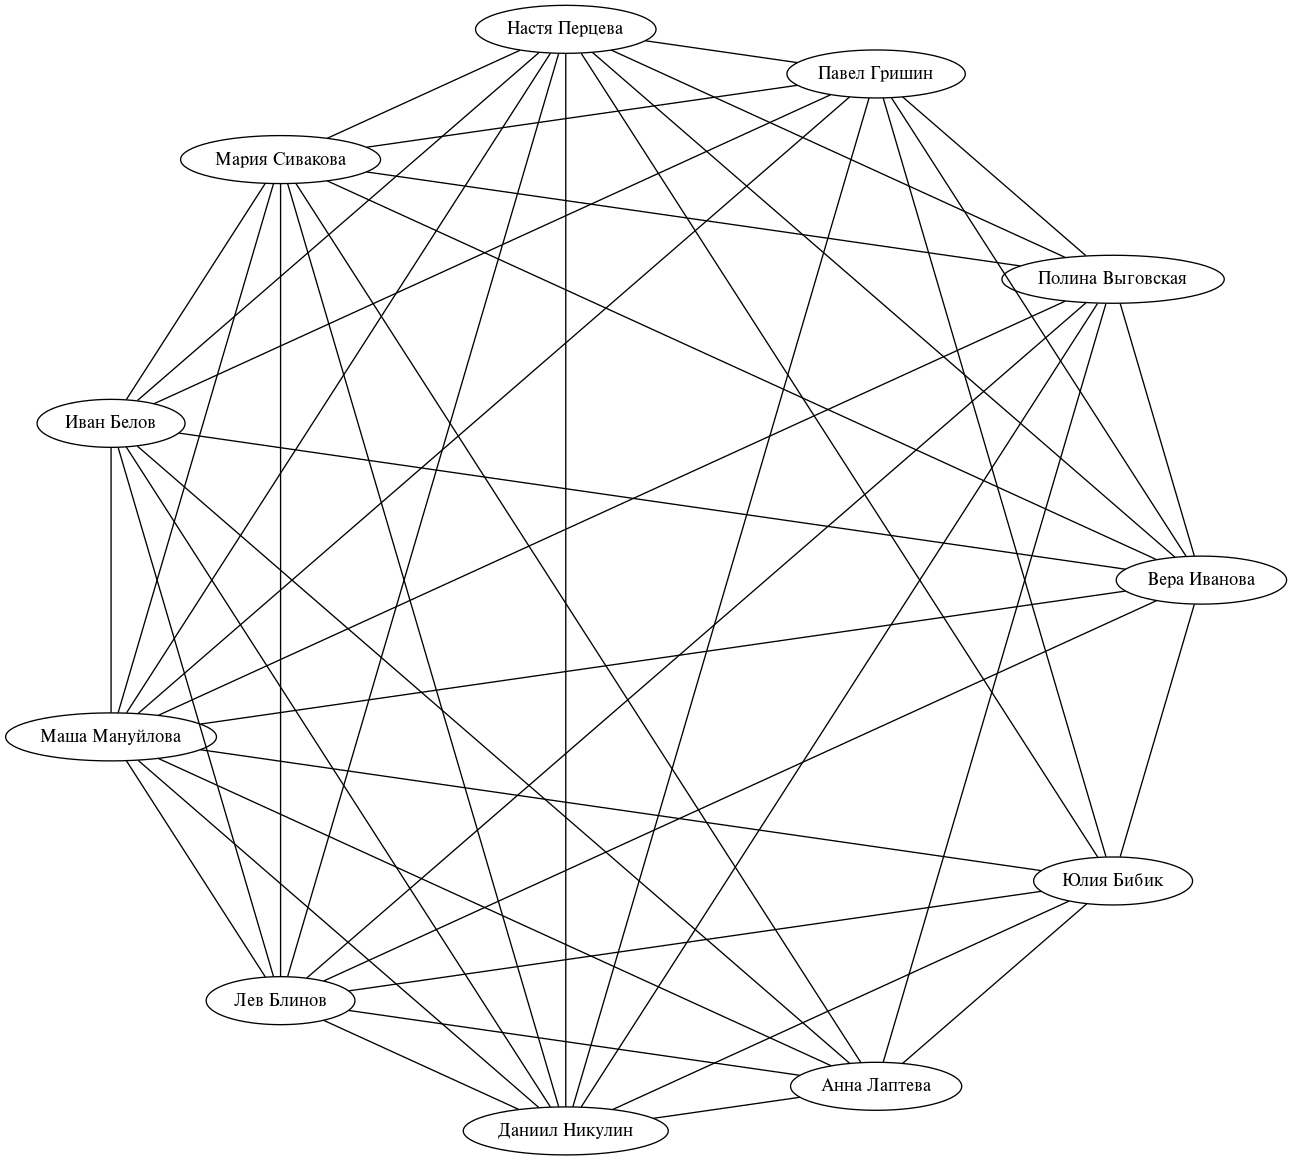 Настя Перцева
Павел Гришин
Мария Сивакова
Полина Выговская
Иван Белов
Вера Иванова
Маша Мануйлова
Юлия Бибик
Лев Блинов
Анна Лаптева
Даниил Никулин